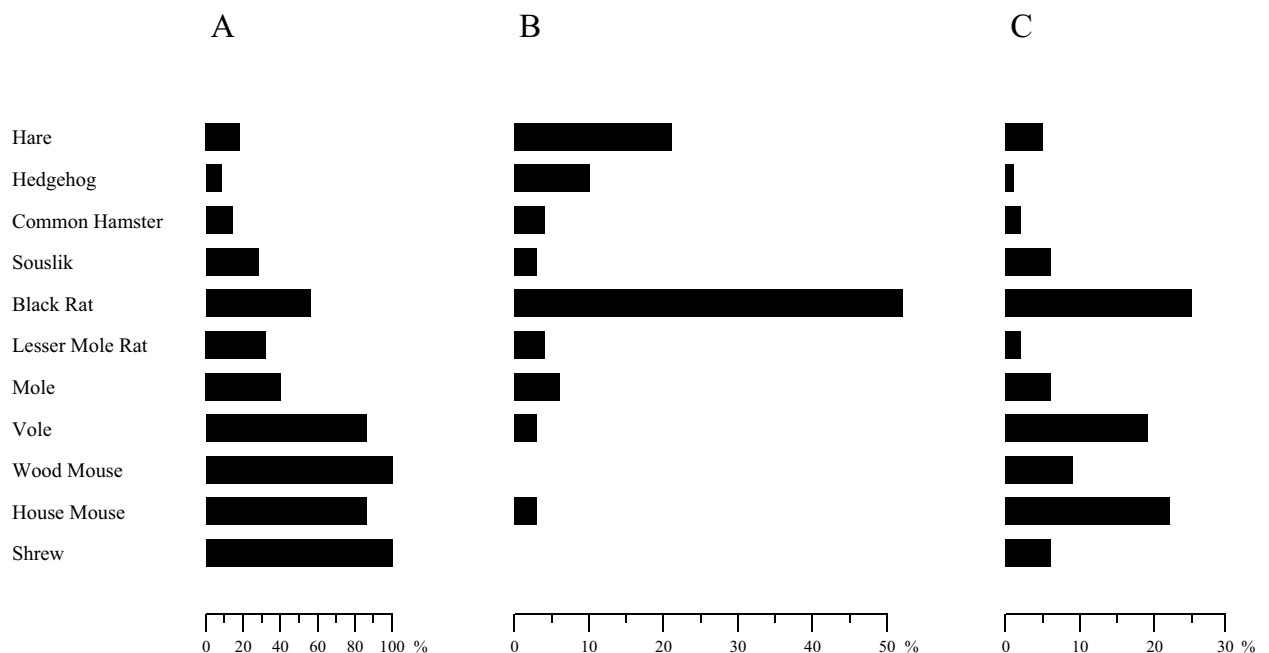 A B C
Hare
Hedgehog
Common Hamster
Souslik
Black Rat
Lesser Mole Rat
Mole
Vole
Wood Mouse
House Mouse
Shrew
0 20 40 60 80 100 % 0 10 20 30 40 50 % 0 10 20 30 %